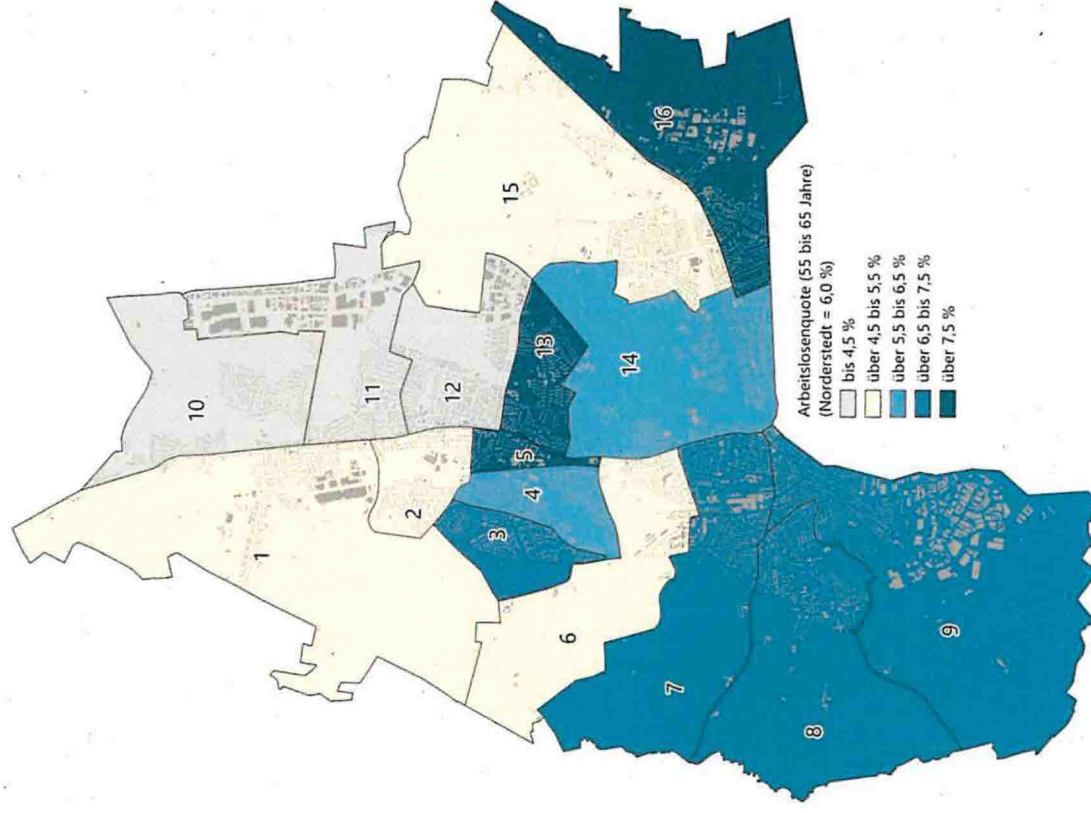 10
1
11
15
12
2
16
13
5
4
3
14
6
7
8
9
Arbeitslosenquote (55 bis 65 Jahre)
(Norderstedt = 6,0 %)
bis 4,5 %
über 4,5 bis 5,5 %
über 5,5 bis 6,5 %
über 6,5 bis 7,5 %
über 7,5 %